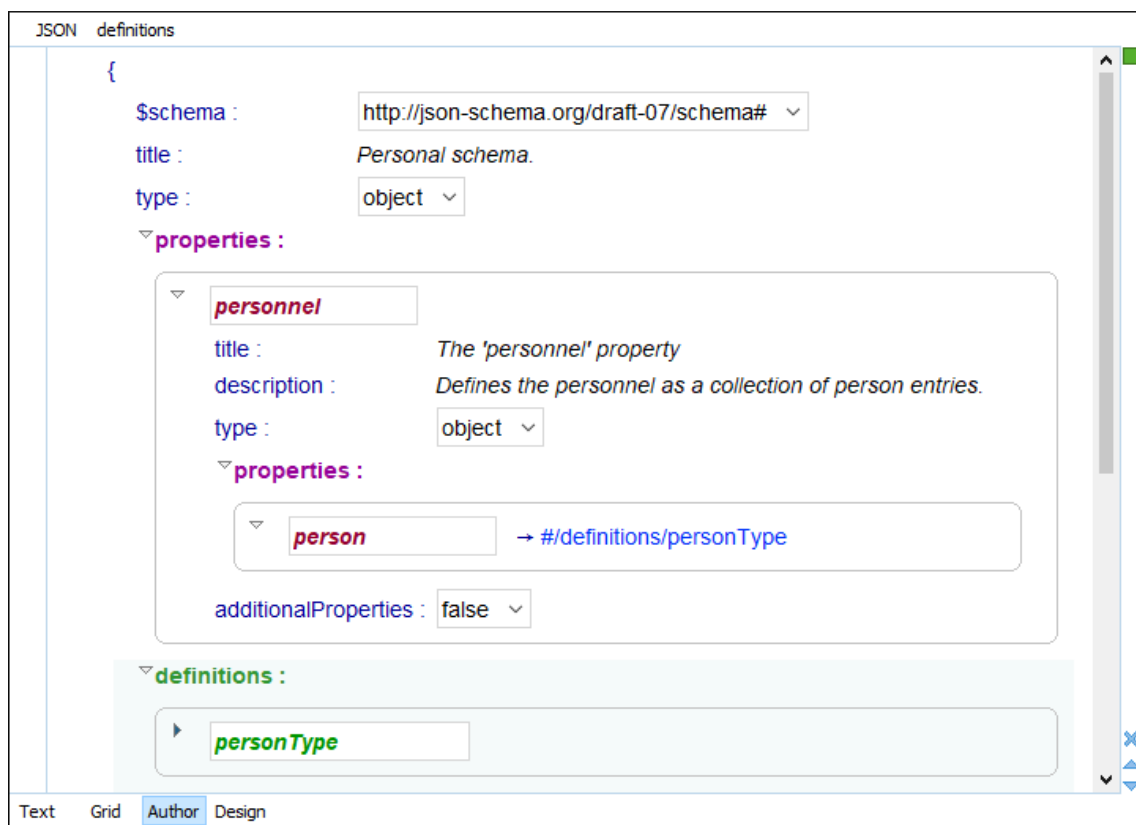 JSON definitions
{
$schema : http://json-schema.org/draft-07/schema#
title : Personal schema.
type : object
properties :
personnel
title : The 'personnel' property
description : Defines the personnel as a collection of person entries.
type : object
properties :
person → #/definitions/personType
additionalProperties : false
definitions :
personType
Text Grid Author Design